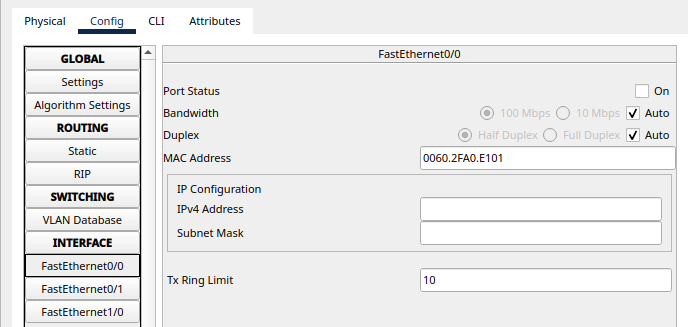 Physical Config CLI Attributes
GLOBAL
Settings
Algorithm Settings
ROUTING
Static
RIP
SWITCHING
VLAN Database
INTERFACE
FastEthernet0/0
FastEthernet0/1
FastEthernet1/0
FastEthernet0/0
Port Status On
Bandwidth 100 Mbps 10 Mbps Auto
Duplex Half Duplex Full Duplex Auto
MAC Address 0060.2FA0.E101
IP Configuration
IPv4 Address
Subnet Mask
Tx Ring Limit 10